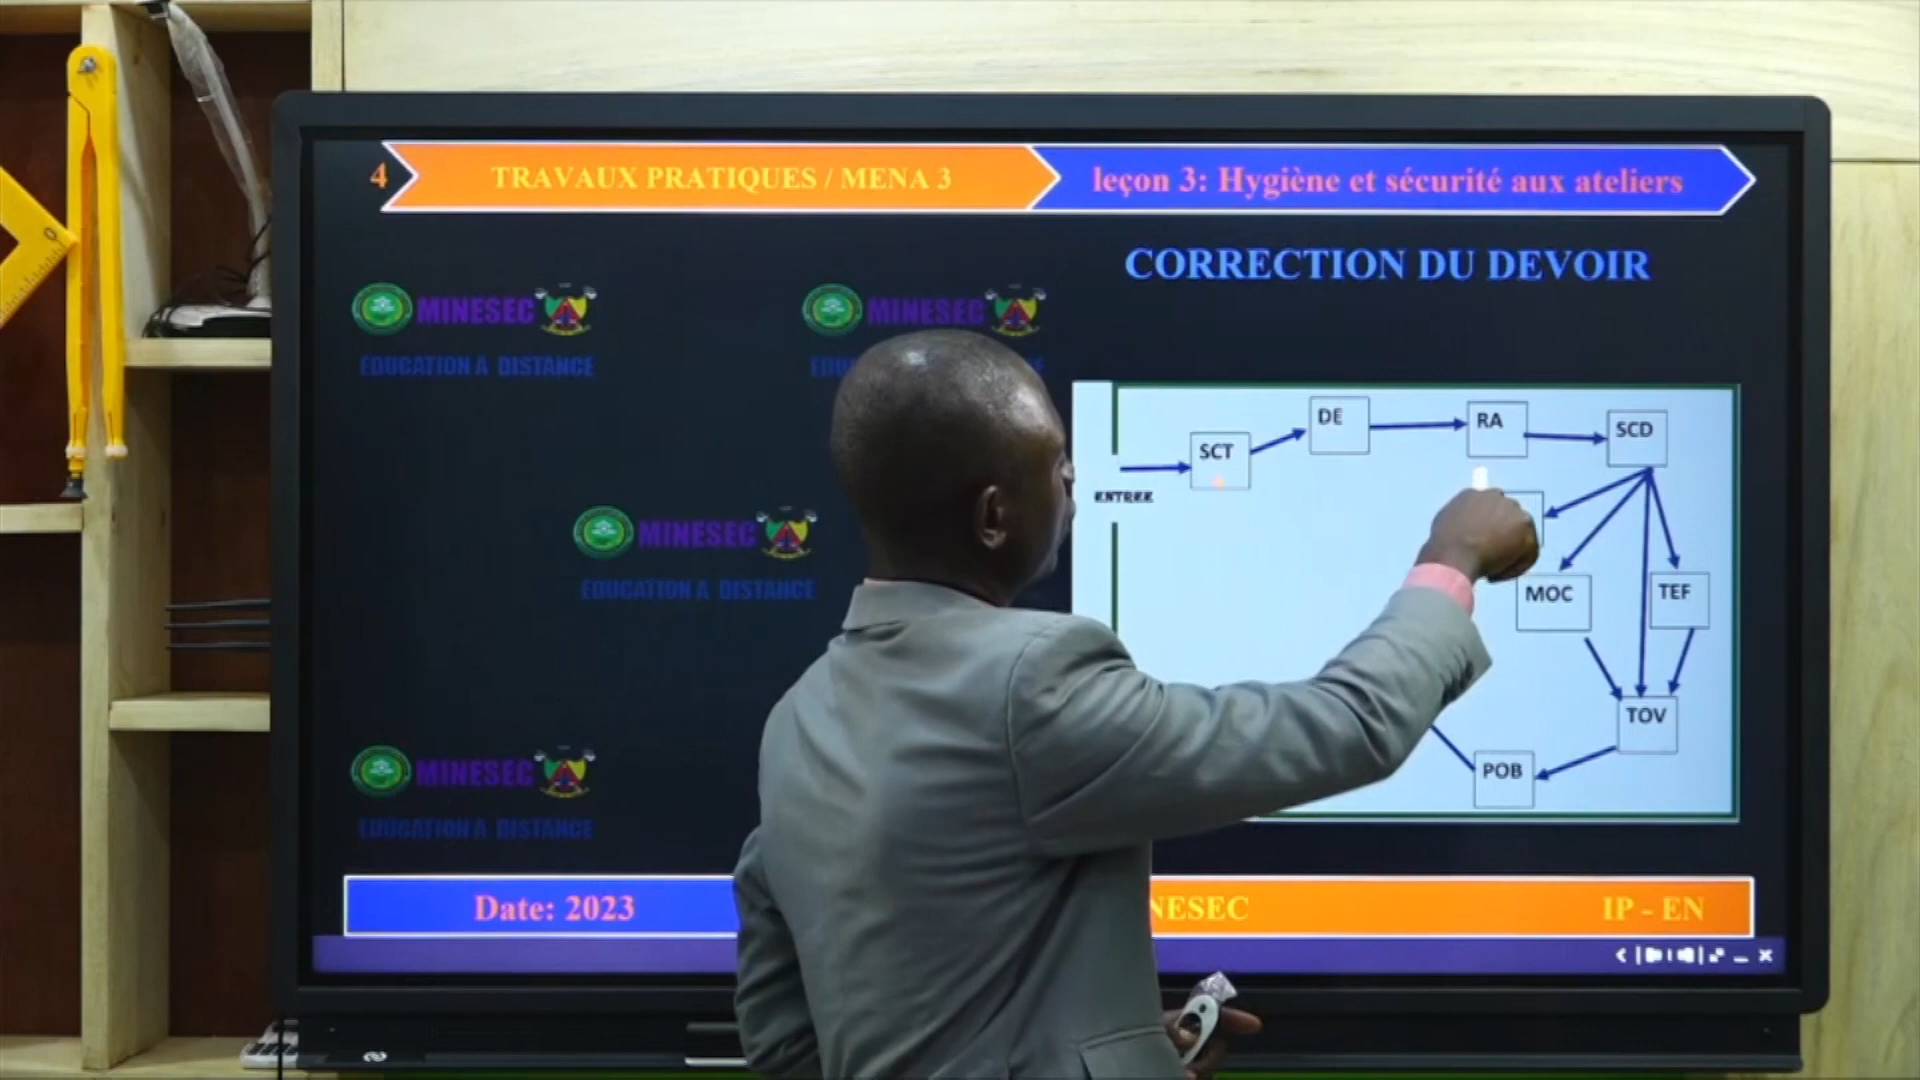 4
TRAVAUX PRATIQUES / MENA 3
leçon 3: Hygiène et sécurité aux ateliers
CORRECTION DU DEVOIR
MINESEC
EDUCATION A DISTANCE
MINESEC
MINESEC
EDUCATION A DISTANCE
MINESEC
EDUCATION A DISTANCE
ENTREE
SCT
DE
RA
SCD
MOC
TEF
TOV
POB
Date: 2023
NESEC
IP - EN
0